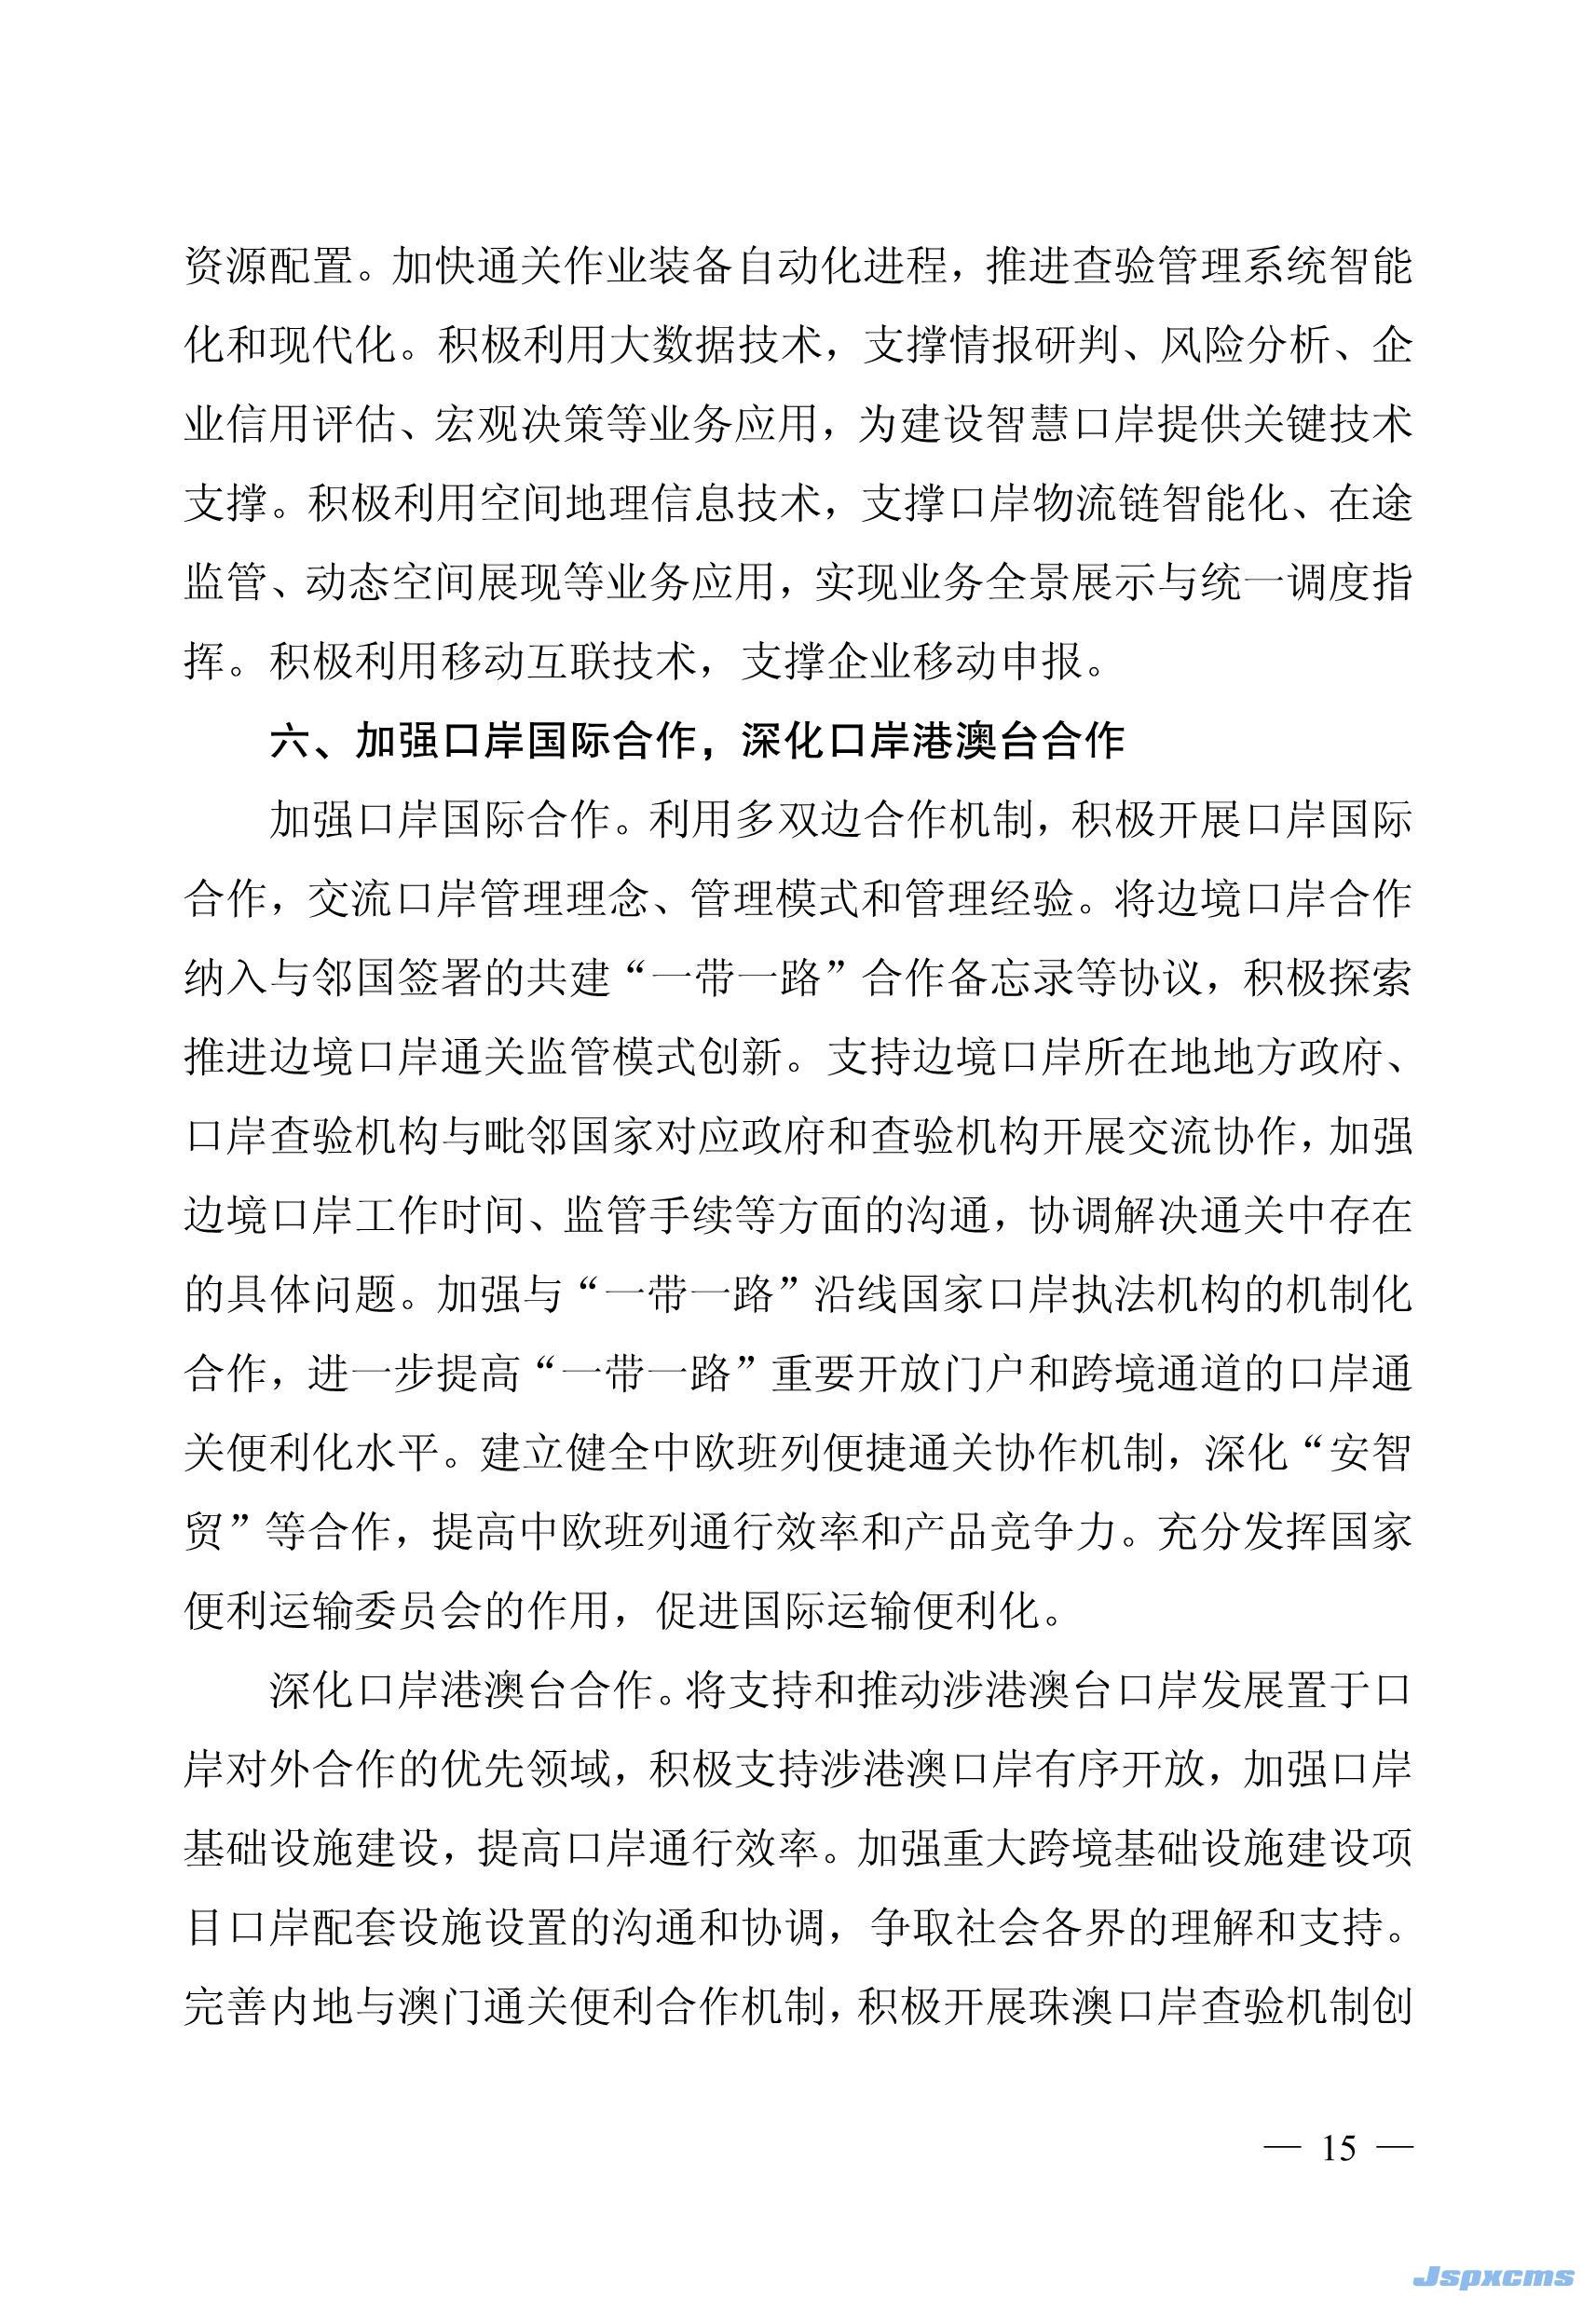 资源配置。加快通关作业装备自动化进程，推进查验管理系统智能
化和现代化。积极利用大数据技术，支撑情报研判、风险分析、企
业信用评估、宏观决策等业务应用，为建设智慧口岸提供关键技术
支撑。积极利用空间地理信息技术，支撑口岸物流链智能化、在途
监管、动态空间展现等业务应用，实现业务全景展示与统一调度指
挥。积极利用移动互联技术，支撑企业移动申报。
六、加强口岸国际合作，深化口岸港澳台合作
加强口岸国际合作。利用多双边合作机制，积极开展口岸国际
合作，交流口岸管理理念、管理模式和管理经验。将边境口岸合作
纳入与邻国签署的共建“一带一路”合作备忘录等协议，积极探索
推进边境口岸通关监管模式创新。支持边境口岸所在地地方政府、
口岸查验机构与毗邻国家对应政府和查验机构开展交流协作，加强
边境口岸工作时间、监管手续等方面的沟通，协调解决通关中存在
的具体问题。加强与“一带一路”沿线国家口岸执法机构的机制化
合作，进一步提高“一带一路”重要开放门户和跨境通道的口岸通
关便利化水平。建立健全中欧班列便捷通关协作机制，深化“安智
贸”等合作，提高中欧班列通行效率和产品竞争力。充分发挥国家
便利运输委员会的作用，促进国际运输便利化。
深化口岸港澳台合作。将支持和推动涉港澳台口岸发展置于口
岸对外合作的优先领域，积极支持涉港澳口岸有序开放，加强口岸
基础设施建设，提高口岸通行效率。加强重大跨境基础设施建设项
目口岸配套设施设置的沟通和协调，争取社会各界的理解和支持。
完善内地与澳门通关便利合作机制，积极开展珠澳口岸查验机制创
— 15 —
Jspxcms